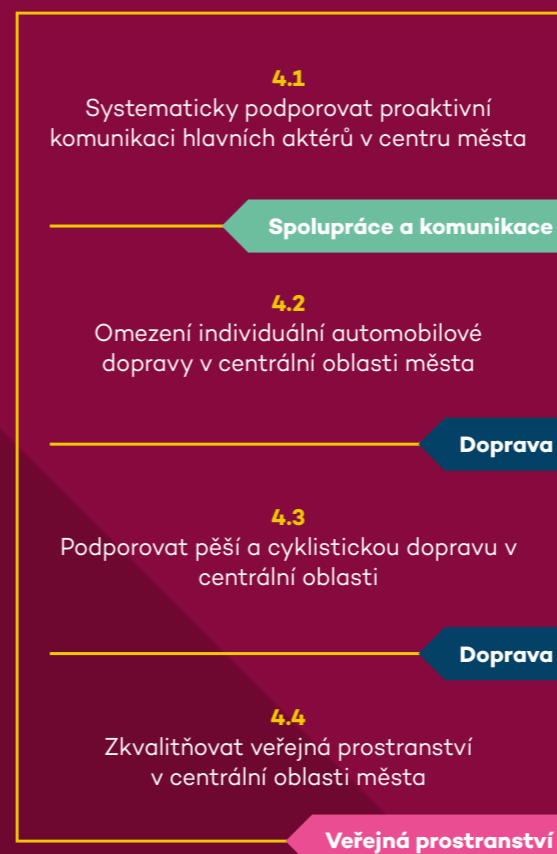 4.1
Systematicky podporovat proaktivní
komunikaci hlavních aktérů v centru města
Spolupráce a komunikace
4.2
Omezení individuální automobilové
dopravy v centrální oblasti města
Doprava
4.3
Podporovat pěší a cyklistickou dopravu v
centrální oblasti
Doprava
4.4
Zkvalitňovat veřejná prostranství
v centrální oblasti města
Veřejná prostranství